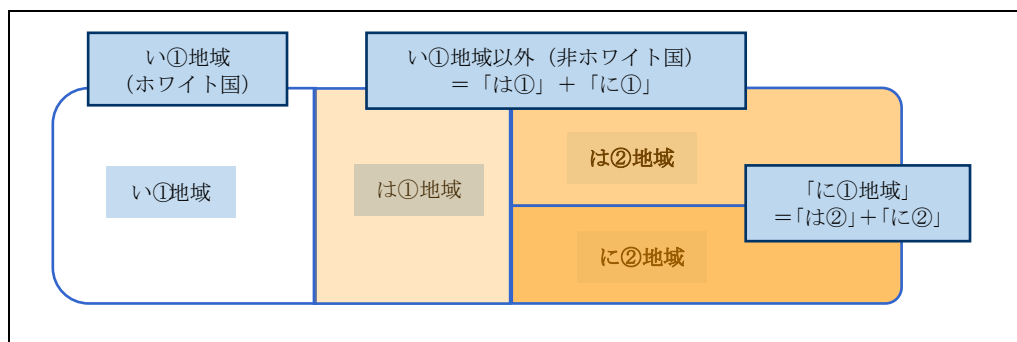 い①地域
（ホワイト国）
い①地域以外（非ホワイト国）
＝「は①」＋「に①」
い①地域
は①地域
は②地域
「に①地域」
＝「は②」＋「に②」
に②地域